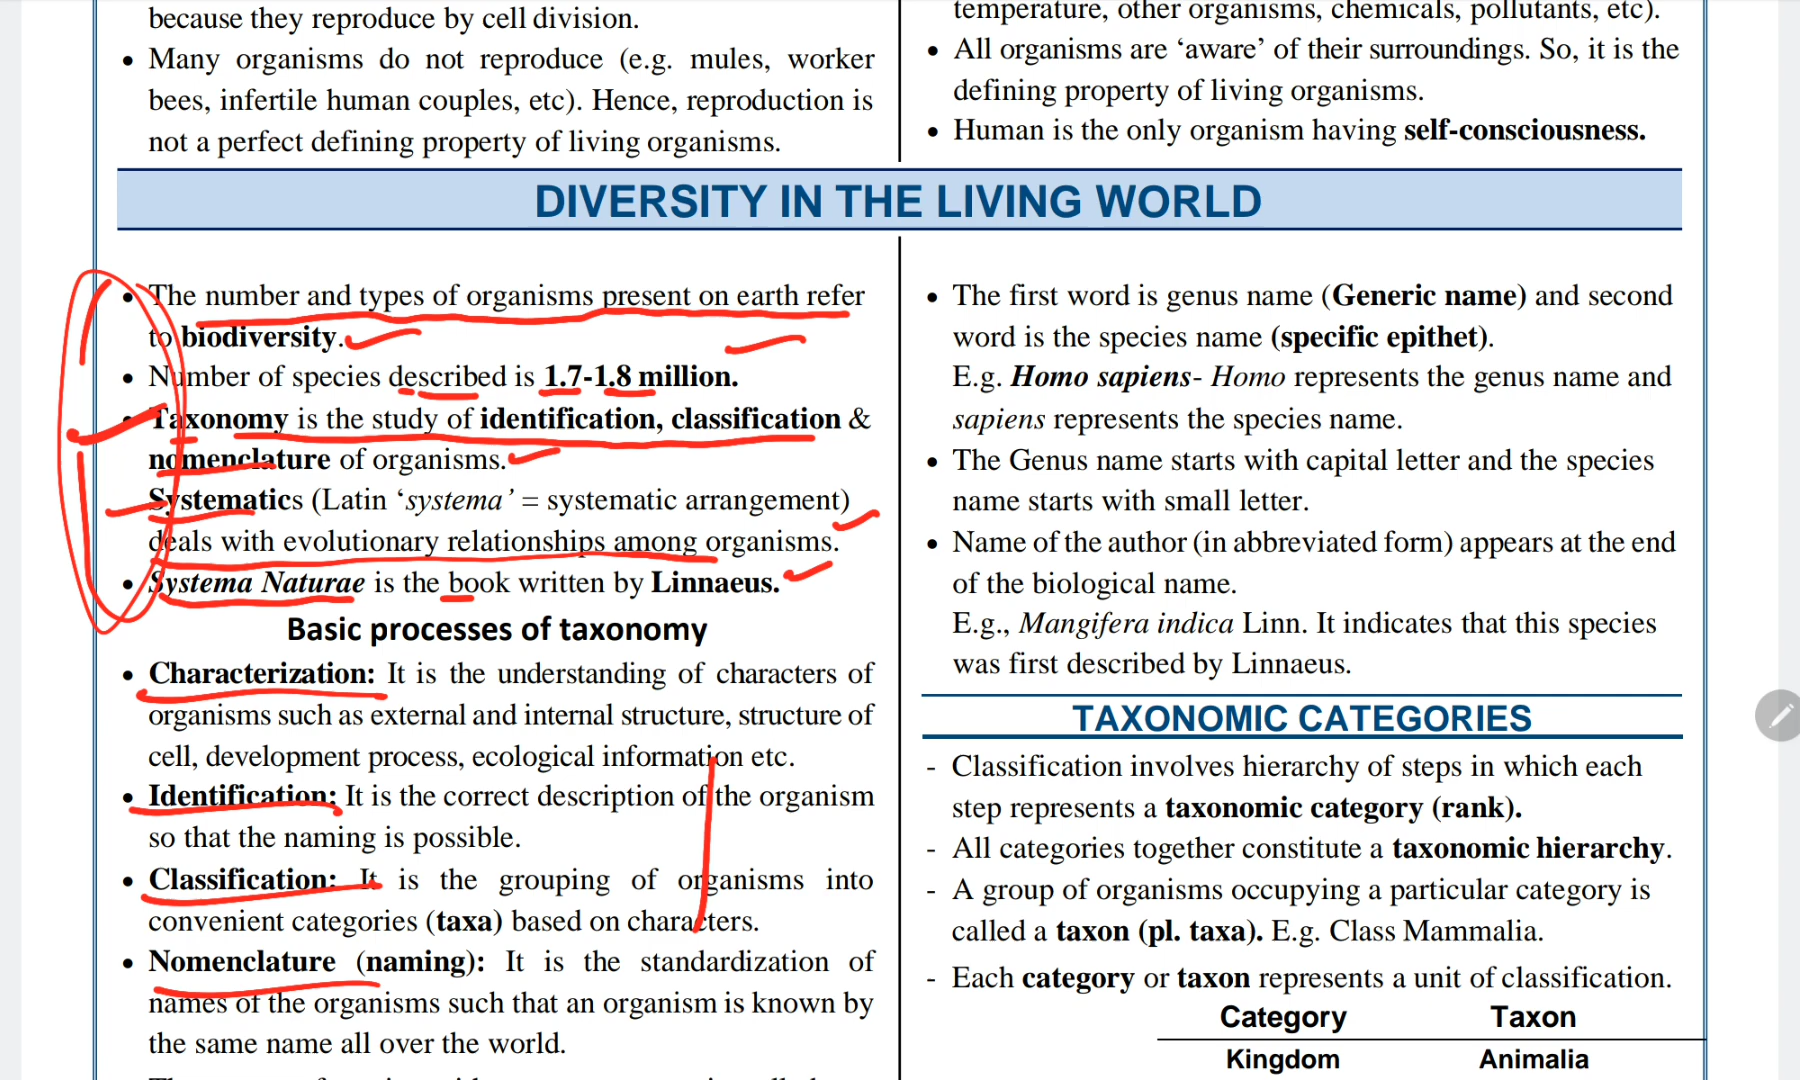 because they reproduce by cell division.
• Many organisms do not reproduce (e.g. mules, worker
bees, infertile human couples, etc). Hence, reproduction is
not a perfect defining property of living organisms.
temperature, other organisms, chemicals, pollutants, etc).
• All organisms are ‘aware’ of their surroundings. So, it is the
defining property of living organisms.
• Human is the only organism having self-consciousness.
DIVERSITY IN THE LIVING WORLD
• The number and types of organisms present on earth refer
to biodiversity.
• Number of species described is 1.7-1.8 million.
• Taxonomy is the study of identification, classification &
nomenclature of organisms.
Systematics (Latin ‘systema’ = systematic arrangement)
deals with evolutionary relationships among organisms.
• Systema Naturae is the book written by Linnaeus.
Basic processes of taxonomy
• Characterization: It is the understanding of characters of
organisms such as external and internal structure, structure of
cell, development process, ecological information etc.
• Identification: It is the correct description of the organism
so that the naming is possible.
• Classification: It is the grouping of organisms into
convenient categories (taxa) based on characters.
• Nomenclature (naming): It is the standardization of
names of the organisms such that an organism is known by
the same name all over the world.
• The first word is genus name (Generic name) and second
word is the species name (specific epithet).
E.g. Homo sapiens- Homo represents the genus name and
sapiens represents the species name.
• The Genus name starts with capital letter and the species
name starts with small letter.
• Name of the author (in abbreviated form) appears at the end
of the biological name.
E.g., Mangifera indica Linn. It indicates that this species
was first described by Linnaeus.
TAXONOMIC CATEGORIES
- Classification involves hierarchy of steps in which each
step represents a taxonomic category (rank).
- All categories together constitute a taxonomic hierarchy.
- A group of organisms occupying a particular category is
called a taxon (pl. taxa). E.g. Class Mammalia.
- Each category or taxon represents a unit of classification.
Category Taxon
Kingdom Animalia